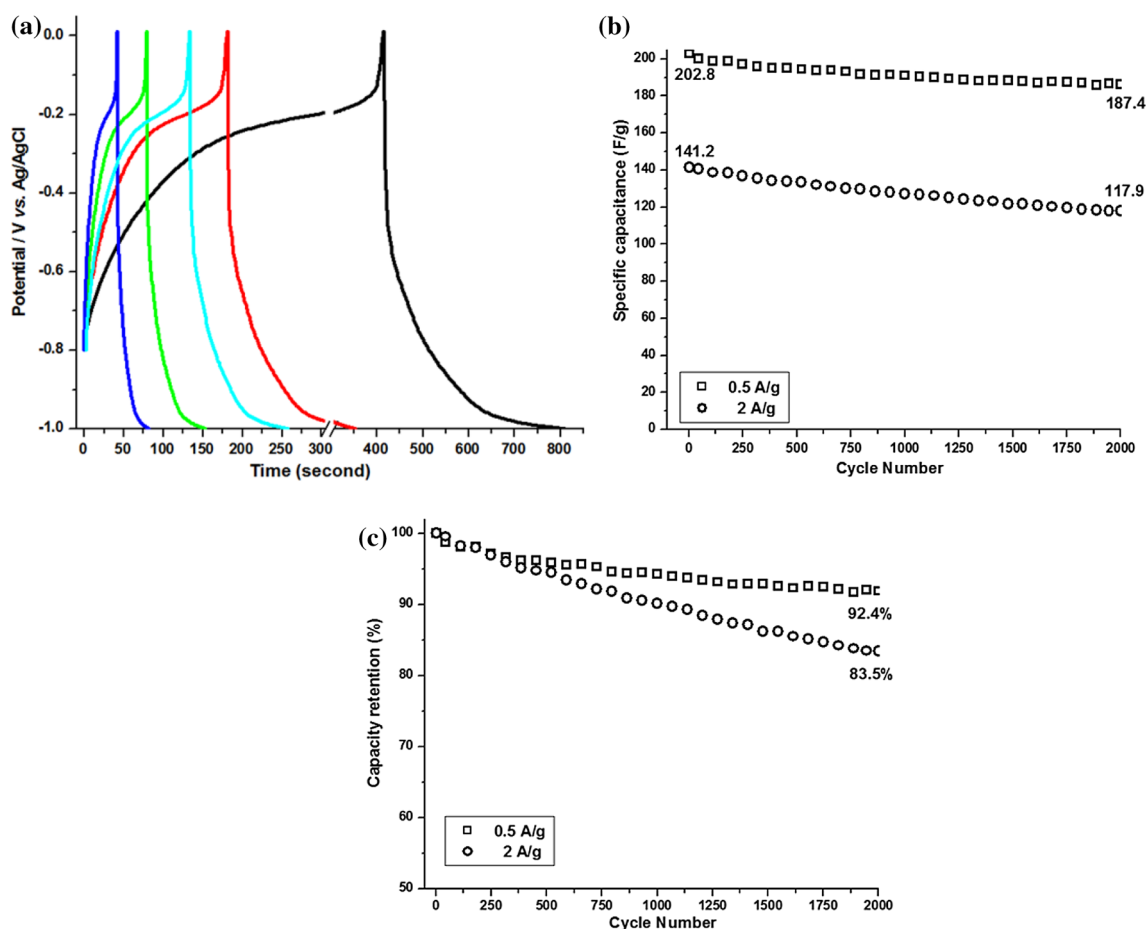 (a)
0.0
-0.2
-0.4
-0.6
-0.8
-1.0
Potential / V vs. Ag/AgCl
0 50 100 150 200 250 300 400 500 600 700 800
Time (second)
(b)
200
180
160
140
120
100
80
60
40
20
0
Specific capacitance (F/g)
202.8
187.4
141.2
117.9
0.5 A/g
2 A/g
0 250 500 750 1000 1250 1500 1750 2000
Cycle Number
(c)
100
90
80
70
60
50
Capacity retention (%)
92.4%
83.5%
0.5 A/g
2 A/g
0 250 500 750 1000 1250 1500 1750 2000
Cycle Number